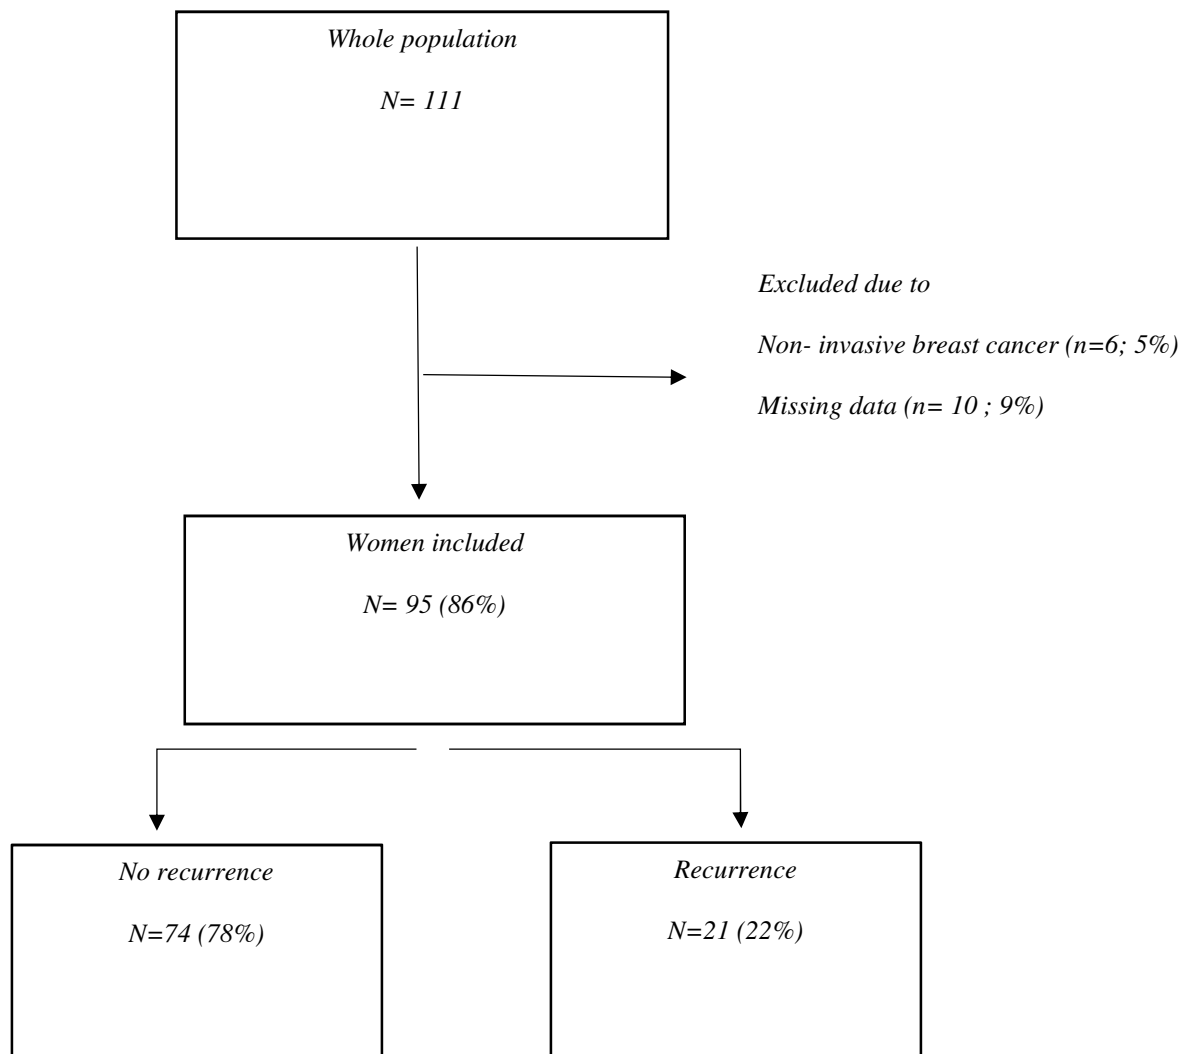 Whole population
N= 111
Excluded due to
Non- invasive breast cancer (n=6; 5%)
Missing data (n= 10 ; 9%)
Women included
N= 95 (86%)
No recurrence
N=74 (78%)
Recurrence
N=21 (22%)